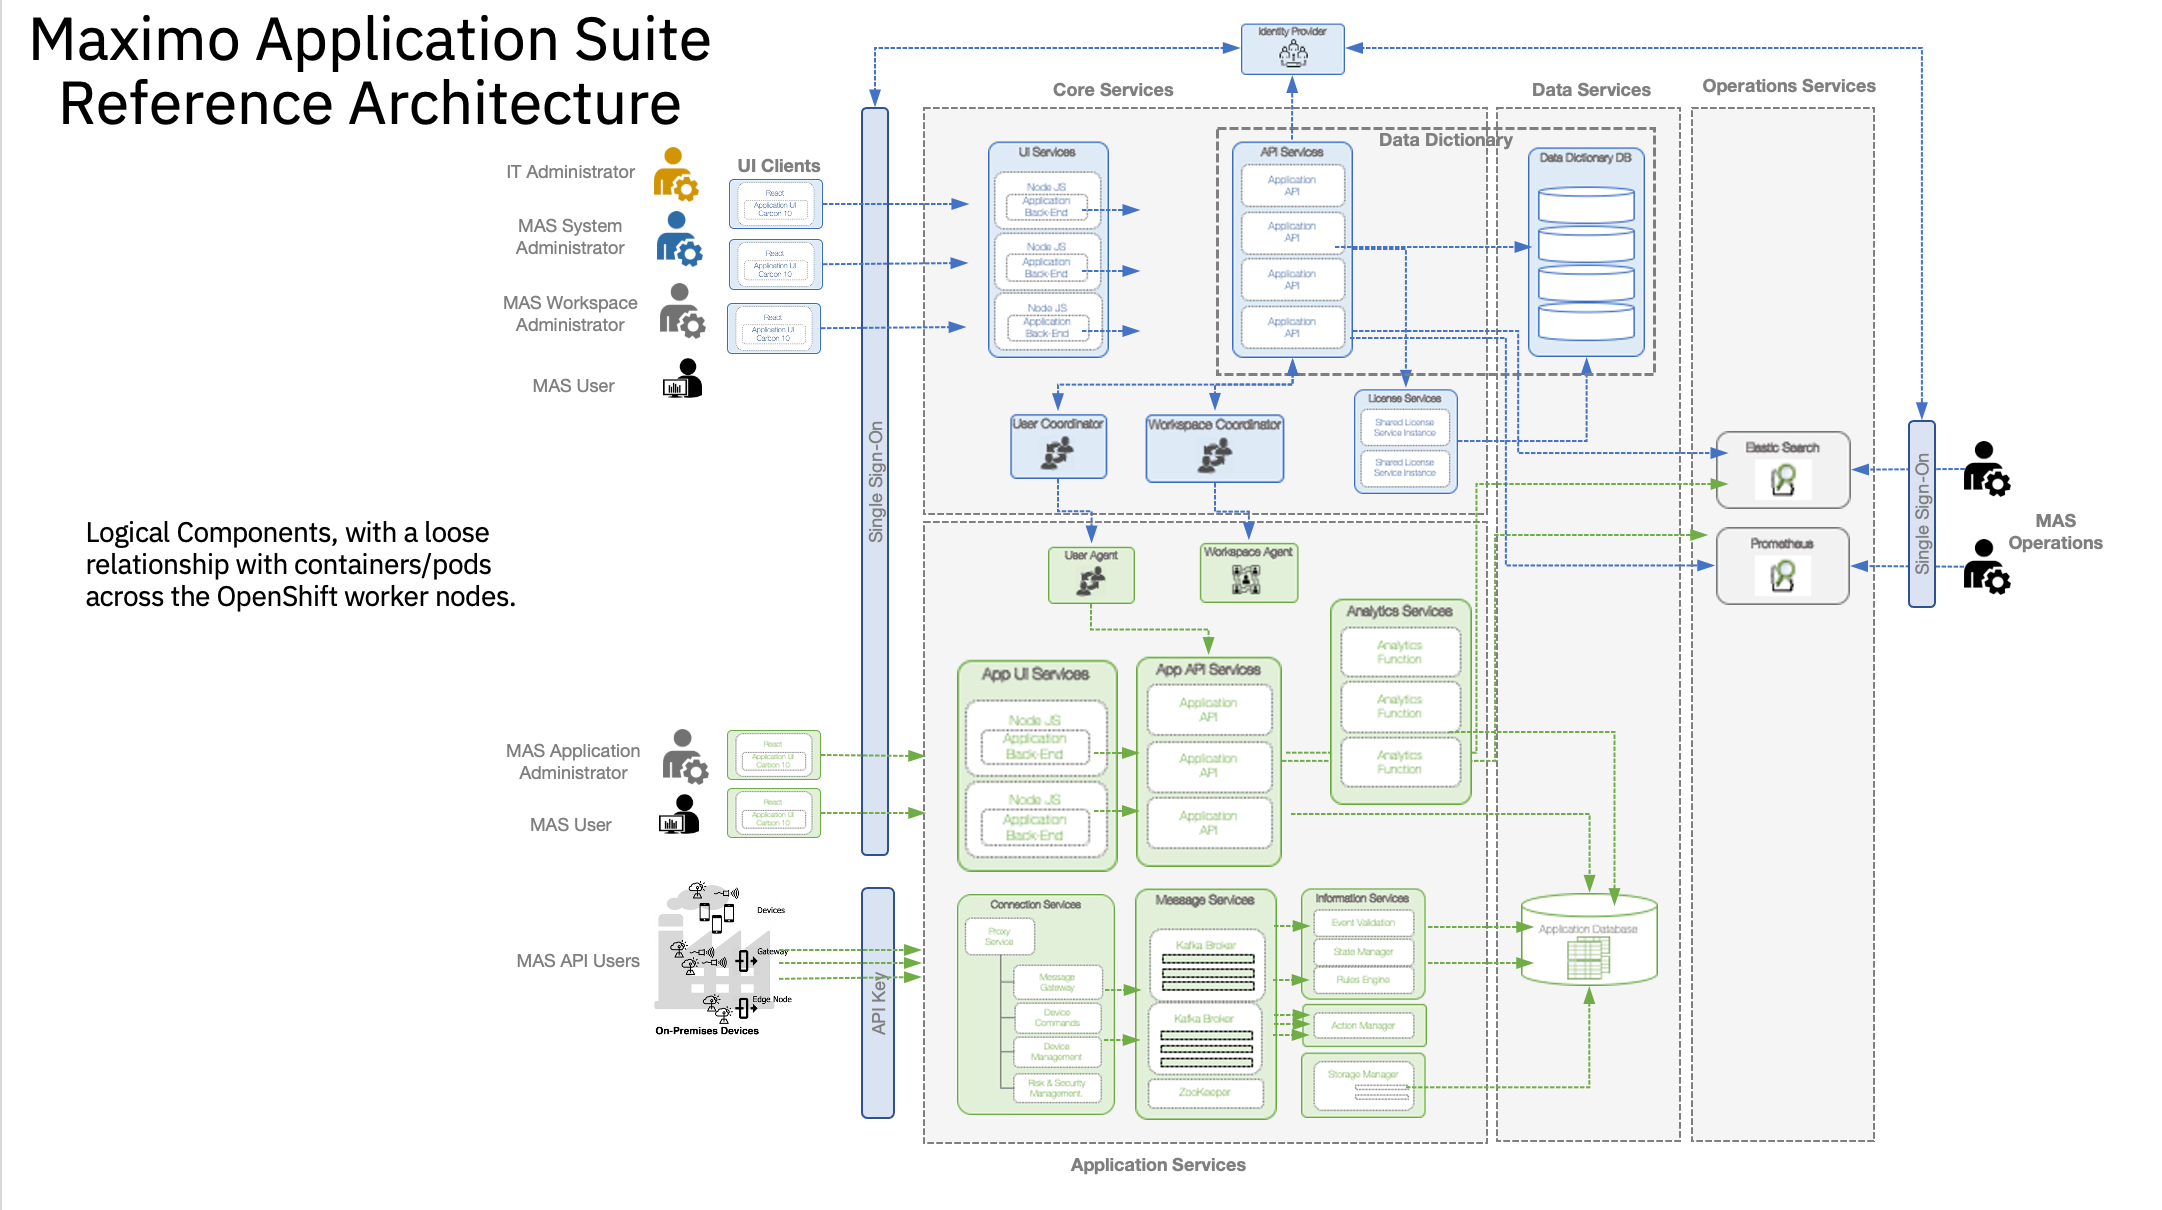 Maximo Application Suite
Reference Architecture
Identity Provider
Core Services
Data Services
Operations Services
Data Dictionary
IT Administrator
MAS System
Administrator
MAS Workspace
Administrator
MAS User
UI Clients
React
Application UI
Carbon 10
React
Application UI
Carbon 10
React
Application UI
Carbon 10
Single Sign-On
UI Services
Node JS
Application
Back-End
Node JS
Application
Back-End
Node JS
Application
Back-End
API Services
Application
API
Application
API
Application
API
Application
API
Data Dictionary DB
User Coordinator
Workspace Coordinator
License Services
Shared License
Service Instance
Shared License
Service Instance
Elastic Search
Prometheus
Single Sign-On
MAS
Operations
Logical Components, with a loose
relationship with containers/pods
across the OpenShift worker nodes.
User Agent
Workspace Agent
Analytics Services
Analytics
Function
Analytics
Function
Analytics
Function
App UI Services
Node JS
Application
Back-End
Node JS
Application
Back-End
App API Services
Application
API
Application
API
Application
API
MAS Application
Administrator
MAS User
React
Application UI
Carbon 10
React
Application UI
Carbon 10
MAS API Users
Devices
Gateway
Edge Node
On-Premises Devices
API Key
Connection Services
Proxy
Service
Message
Gateway
Device
Commands
Device
Management
Risk & Security
Management.
Message Services
Kafka Broker
Kafka Broker
ZooKeeper
Information Services
Event Validation
State Manager
Rules Engine
Action Manager
Storage Manager
Application Database
Application Services